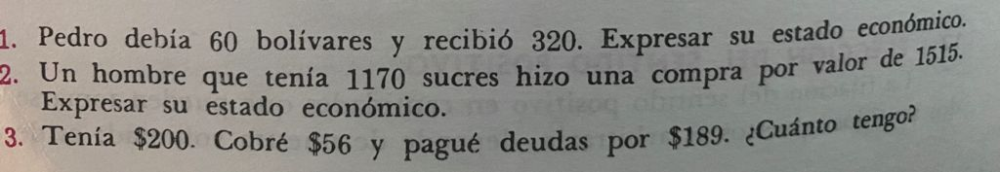 1. Pedro debía 60 bolívares y recibió 320. Expresar su estado económico.
2. Un hombre que tenía 1170 sucres hizo una compra por valor de 1515.
Expresar su estado económico.
3. Tenía $200. Cobré $56 y pagué deudas por $189. ¿Cuánto tengo?